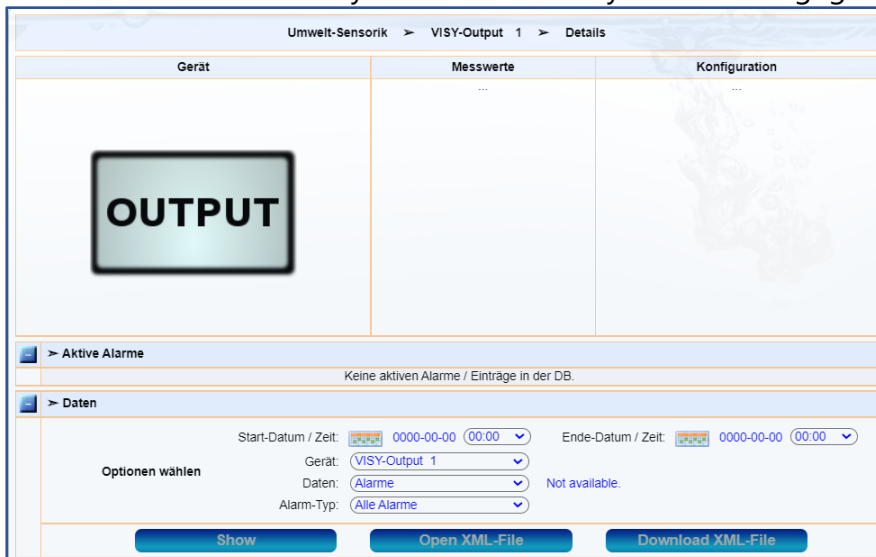 Umwelt-Sensorik ➢ VISY-Output 1 ➢ Details
Gerät Messwerte Konfiguration
... ...
OUTPUT
- ➢ Aktive Alarme
Keine aktiven Alarme / Einträge in der DB.
- ➢ Daten
Start-Datum / Zeit: 0000-00-00 00:00 Ende-Datum / Zeit: 0000-00-00 00:00
Optionen wählen
Gerät: VISY-Output 1
Daten: Alarme Not available.
Alarm-Typ: Alle Alarme
Show Open XML-File Download XML-File